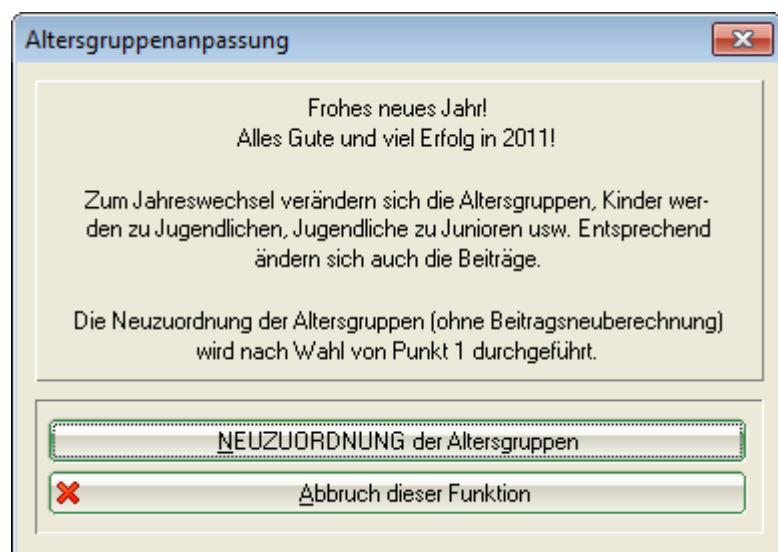 Altersgruppenanpassung
Frohes neues Jahr!
Alles Gute und viel Erfolg in 2011!
Zum Jahreswechsel verändern sich die Altersgruppen, Kinder wer-
den zu Jugendlichen, Jugendliche zu Junioren usw. Entsprechend
ändern sich auch die Beiträge.
Die Neuzuordnung der Altersgruppen (ohne Beitragsneuberechnung)
wird nach Wahl von Punkt 1 durchgeführt.
NEUZUORDNUNG der Altersgruppen
Abbruch dieser Funktion